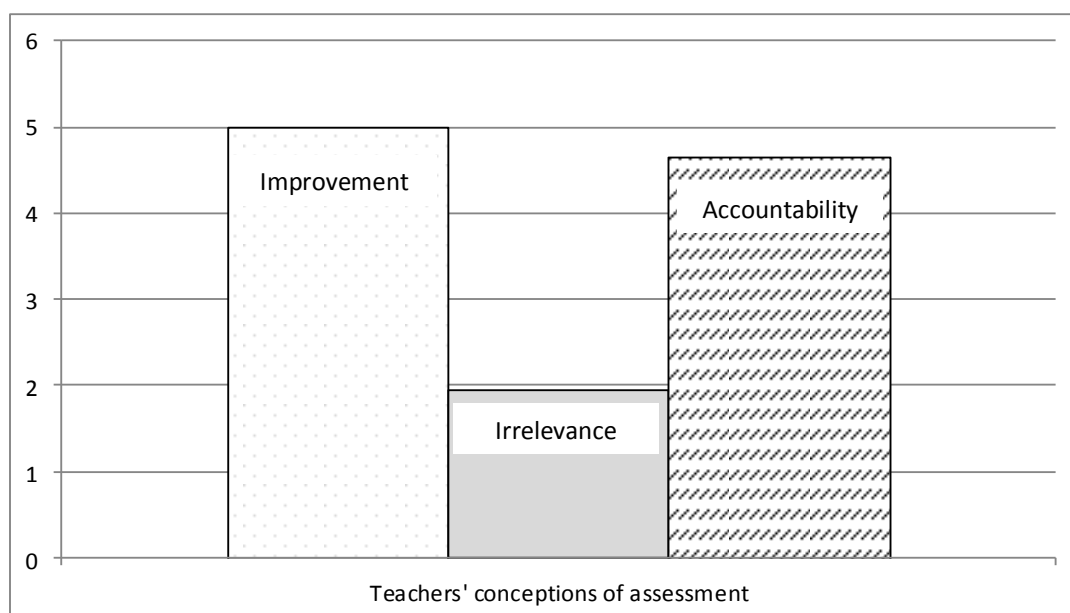 6
5
4
3
2
1
0
Improvement
Irrelevance
Accountability
Teachers' conceptions of assessment